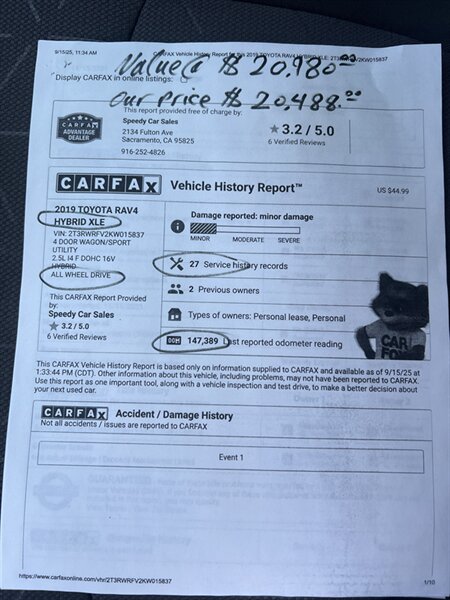 9/15/25, 11:34 AM
CARFAX Vehicle History Report for this 2019 TOYOTA RAV4 HYBRID XLE: 2T3RWRFV2KW015837
Value @ $20,980.00
Display CARFAX in online listings:
Our Price $20,488.00
This report provided free of charge by:
CARFAX
ADVANTAGE
DEALER
Speedy Car Sales
2134 Fulton Ave
Sacramento, CA 95825
916-252-4826
3.2 / 5.0
6 Verified Reviews
CARFAX Vehicle History Report™
US $44.99
2019 TOYOTA RAV4
HYBRID XLE
VIN: 2T3RWRFV2KW015837
4 DOOR WAGON/SPORT
UTILITY
2.5L I4 F DOHC 16V
HYBRID
ALL WHEEL DRIVE
This CARFAX Report Provided
by:
Speedy Car Sales
3.2 / 5.0
6 Verified Reviews
Damage reported: minor damage
MINOR MODERATE SEVERE
27 Service history records
2 Previous owners
Types of owners: Personal lease, Personal
147,389 Last reported odometer reading
CAR
FOX
This CARFAX Vehicle History Report is based only on information supplied to CARFAX and available as of 9/15/25 at
1:33:44 PM (CDT). Other information about this vehicle, including problems, may not have been reported to CARFAX.
Use this report as one important tool, along with a vehicle inspection and test drive, to make a better decision about
your next used car.
CARFAX Accident / Damage History
Not all accidents / issues are reported to CARFAX
Event 1
https://www.carfaxonline.com/vhr/2T3RWRFV2KW015837
1/10